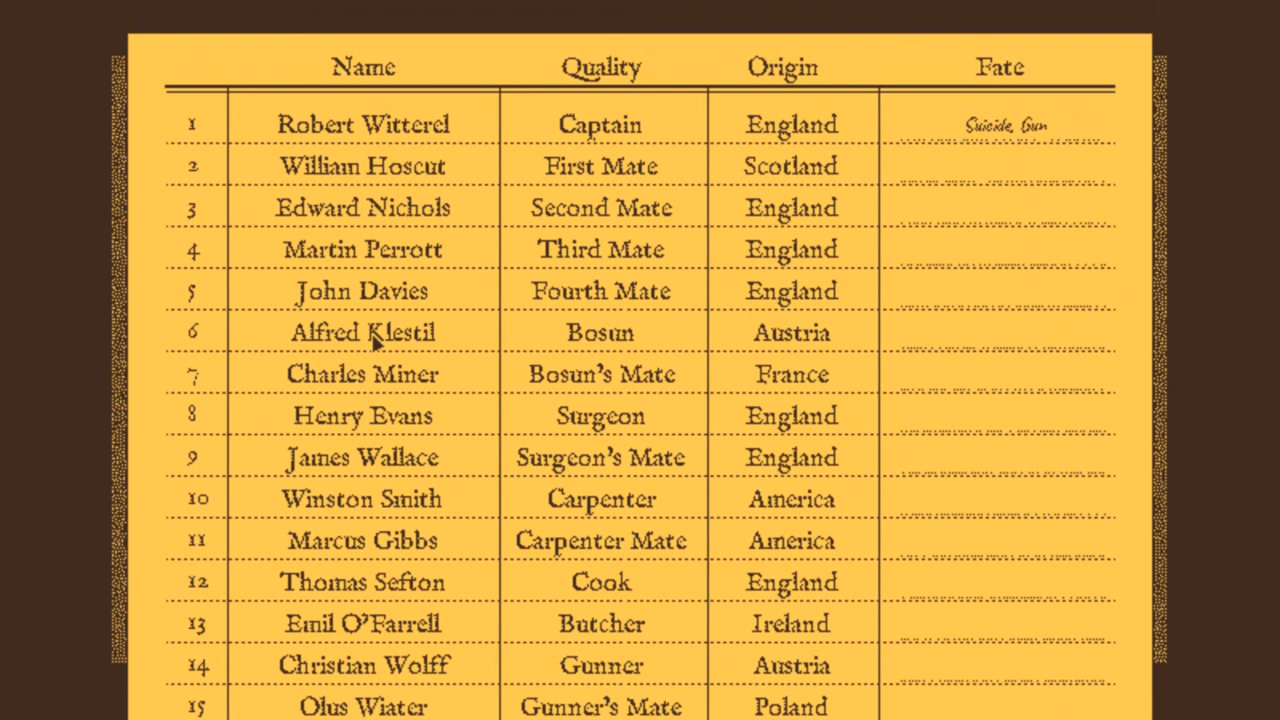 Name Quality Origin Fate
1 Robert Witterel Captain England Suicide, Gun
2 William Hoscut First Mate Scotland
3 Edward Nichols Second Mate England
4 Martin Perrott Third Mate England
5 John Davies Fourth Mate England
6 Alfred Klestil Bosun Austria
7 Charles Miner Bosun's Mate France
8 Henry Evans Surgeon England
9 James Wallace Surgeon's Mate England
10 Winston Smith Carpenter America
11 Marcus Gibbs Carpenter Mate America
12 Thomas Sefton Cook England
13 Emil O'Farrell Butcher Ireland
14 Christian Wolff Gunner Austria
15 Olus Wiater Gunner's Mate Poland